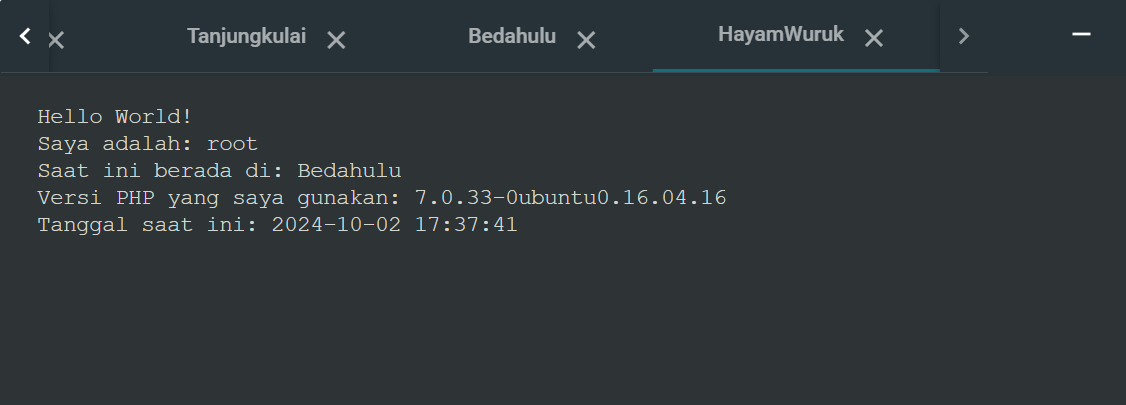 Tanjungkulai
Bedahulu
HayamWuruk
Hello World!
Saya adalah: root
Saat ini berada di: Bedahulu
Versi PHP yang saya gunakan: 7.0.33-0ubuntu0.16.04.16
Tanggal saat ini: 2024-10-02 17:37:41